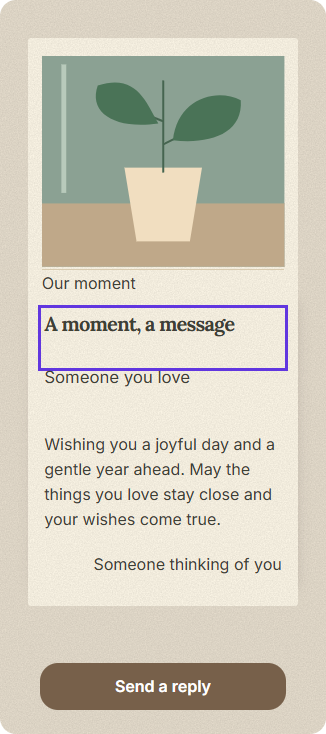 Our moment
A moment, a message
Someone you love
Wishing you a joyful day and a
gentle year ahead. May the
things you love stay close and
your wishes come true.
Someone thinking of you
Send a reply